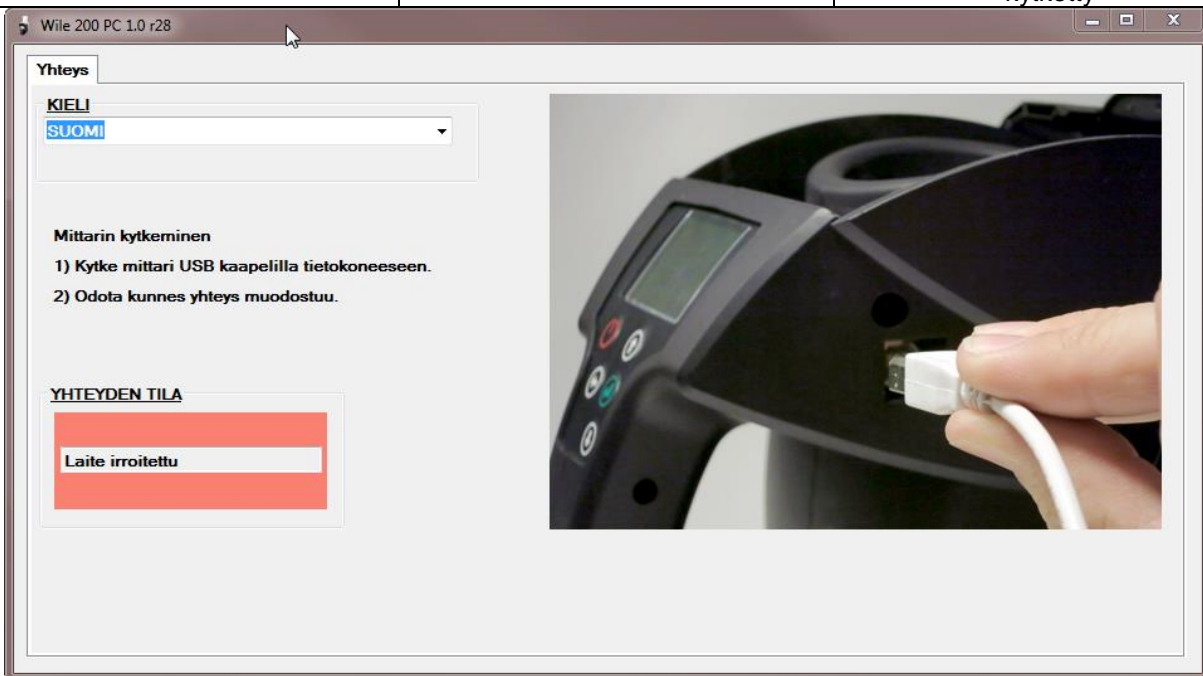 kytketty
Wile 200 PC 1.0 r28
Yhteys
KIELI
SUOMI
Mittarin kytkeminen
1) Kytke mittari USB kaapelilla tietokoneeseen.
2) Odota kunnes yhteys muodostuu.
YHTEYDEN TILA
Laite irroitettu